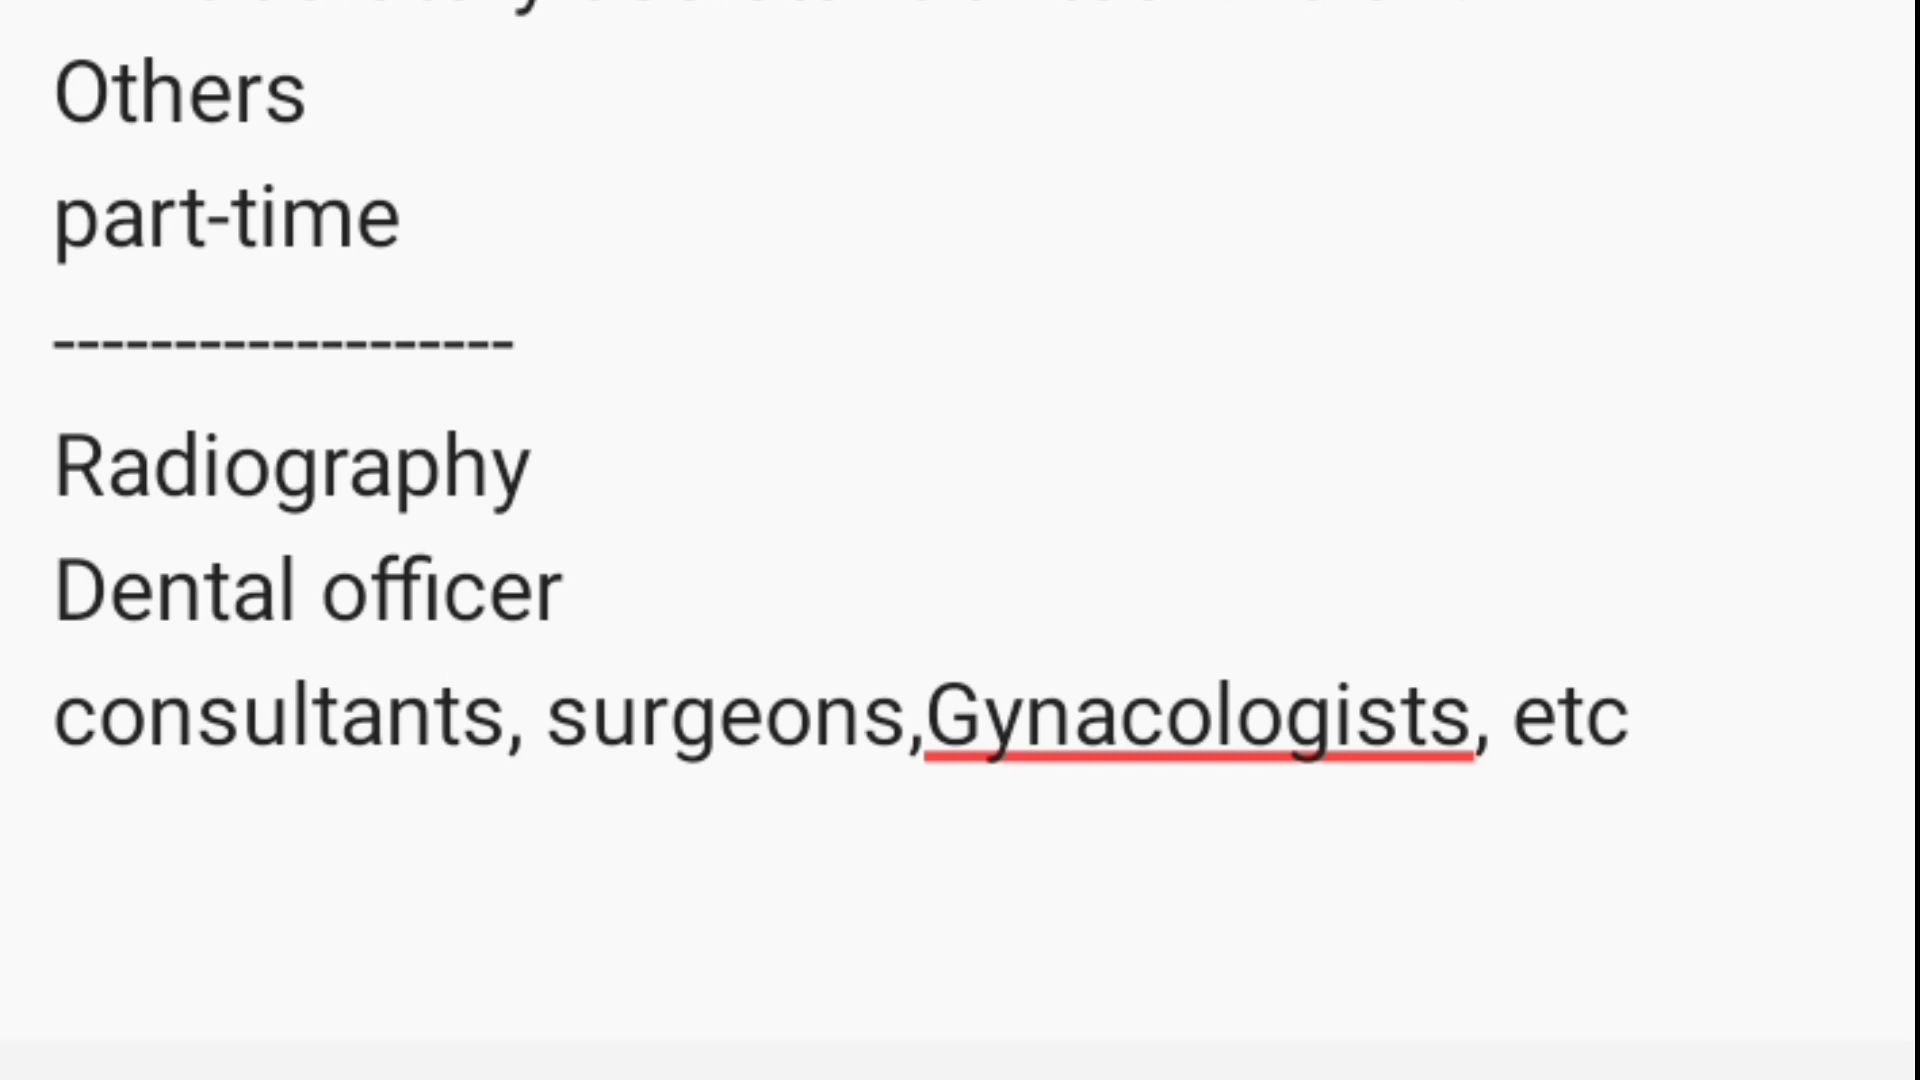 Others
part-time
-------------------
Radiography
Dental officer
consultants, surgeons,Gynacologists, etc